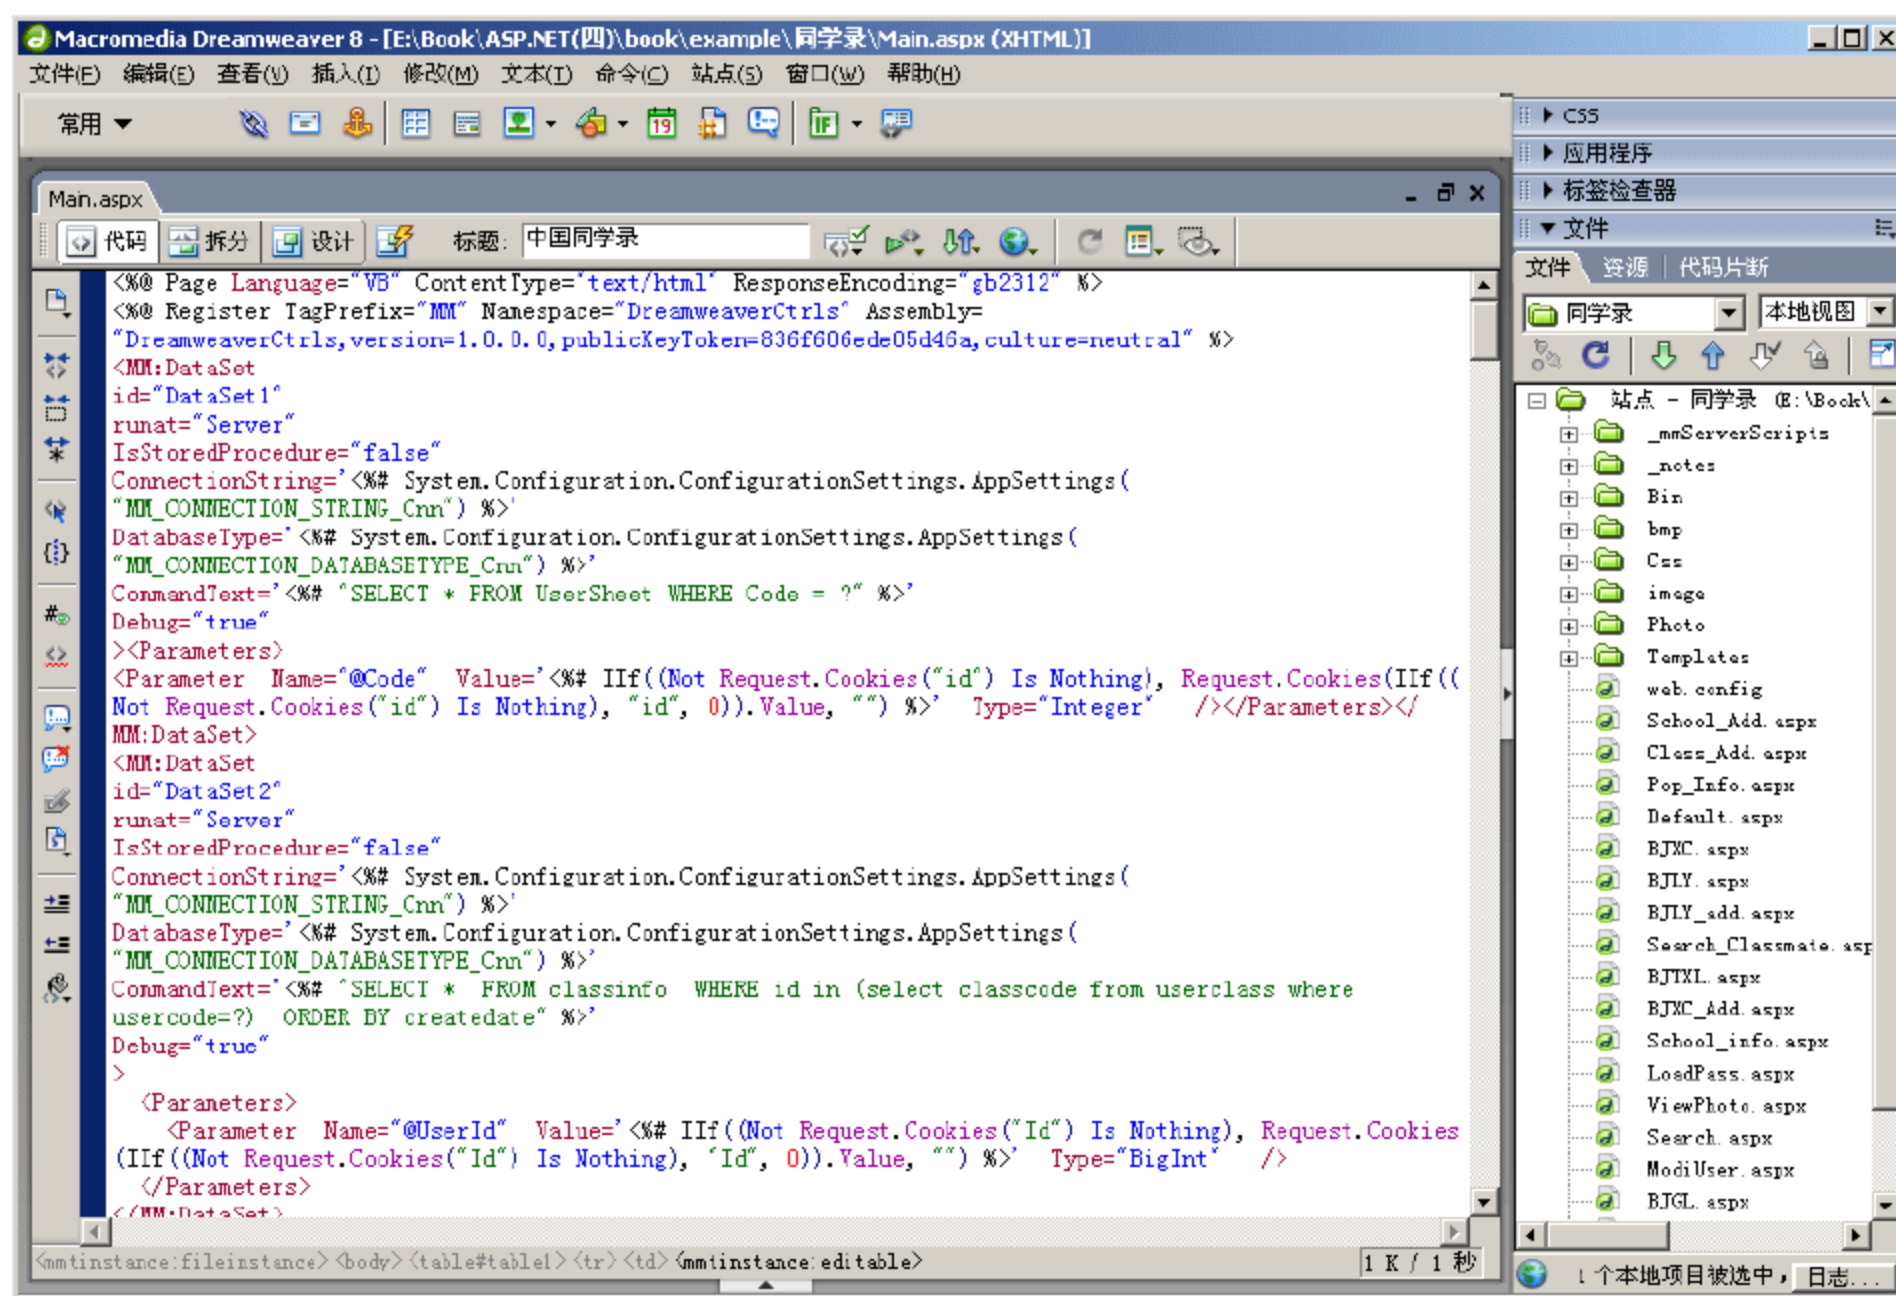 Macromedia Dreamweaver 8 - [E:\Book\ASP.NET(四)\book\example\同学录\Main.aspx (XHTML)]
文件(F) 编辑(E) 查看(V) 插入(I) 修改(M) 文本(T) 命令(C) 站点(S) 窗口(W) 帮助(H)
常用
19
Main.aspx
代码 拆分 设计 标题: 中国同学录
<%@ Page Language="VB" ContentType="text/html" ResponseEncoding="gb2312" %>
<%@ Register TagPrefix="MM" Namespace="DreamweaverCtrls" Assembly=
"DreamweaverCtrls,version=1.0.0.0,publicKeyToken=836f606ede05d46a,culture=neutral" %>
<MM:DataSet
id="DataSet1"
runat="Server"
IsStoredProcedure="false"
ConnectionString='<%# System.Configuration.ConfigurationSettings.AppSettings(
"MM_CONNECTION_STRING_Cnn") %>'
DatabaseType='<%# System.Configuration.ConfigurationSettings.AppSettings(
"MM_CONNECTION_DATABASETYPE_Cnn") %>'
CommandText='<%# "SELECT * FROM UserSheet WHERE Code = ?" %>'
Debug="true"
><Parameters>
<Parameter  Name="@Code"  Value='<%# IIf((Not Request.Cookies("id") Is Nothing), Request.Cookies(IIf((
Not Request.Cookies("id") Is Nothing), "id", 0)).Value, "") %>'  Type="Integer"   /></Parameters></
MM:DataSet>
<MM:DataSet
id="DataSet2"
runat="Server"
IsStoredProcedure="false"
ConnectionString='<%# System.Configuration.ConfigurationSettings.AppSettings(
"MM_CONNECTION_STRING_Cnn") %>'
DatabaseType='<%# System.Configuration.ConfigurationSettings.AppSettings(
"MM_CONNECTION_DATABASETYPE_Cnn") %>'
CommandText='<%# "SELECT *  FROM classinfo  WHERE id in (select classcode from userclass where
usercode=?)  ORDER BY createdate" %>'
Debug="true"
>
<Parameters>
<Parameter  Name="@UserId"  Value='<%# IIf((Not Request.Cookies("Id") Is Nothing), Request.Cookies
(IIf((Not Request.Cookies("Id") Is Nothing), "Id", 0)).Value, "") %>'  Type="BigInt"   />
</Parameters>
</MM:DataSet>
<mmtinstance:fileinstance> <body> <table#table1> <tr> <td> <mmtinstance:editable>
1 K / 1 秒
CSS
应用程序
标签检查器
文件
文件 资源 代码片断
同学录 本地视图
站点 - 同学录 (E:\Book\
_mmServerScripts
_notes
Bin
bmp
Css
image
Photo
Templates
web.config
School_Add.aspx
Class_Add.aspx
Pop_Info.aspx
Default.aspx
BJXC.aspx
BJLY.aspx
BJLY_add.aspx
Search_Classmate.asp
BJTXL.aspx
BJXC_Add.aspx
School_info.aspx
LoadPass.aspx
ViewPhoto.aspx
Search.aspx
ModiUser.aspx
BJGL.aspx
1 个本地项目被选中， 日志...